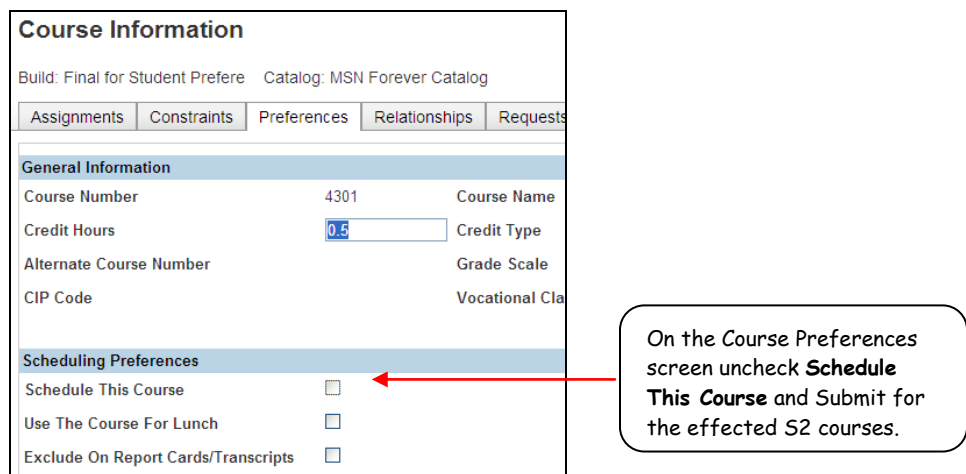 Course Information
Build: Final for Student Prefere Catalog: MSN Forever Catalog
Assignments Constraints Preferences Relationships Requests
General Information
Course Number 4301 Course Name
Credit Hours 0.5 Credit Type
Alternate Course Number Grade Scale
CIP Code Vocational Cla
Scheduling Preferences
Schedule This Course
Use The Course For Lunch
Exclude On Report Cards/Transcripts
On the Course Preferences
screen uncheck Schedule
This Course and Submit for
the effected S2 courses.